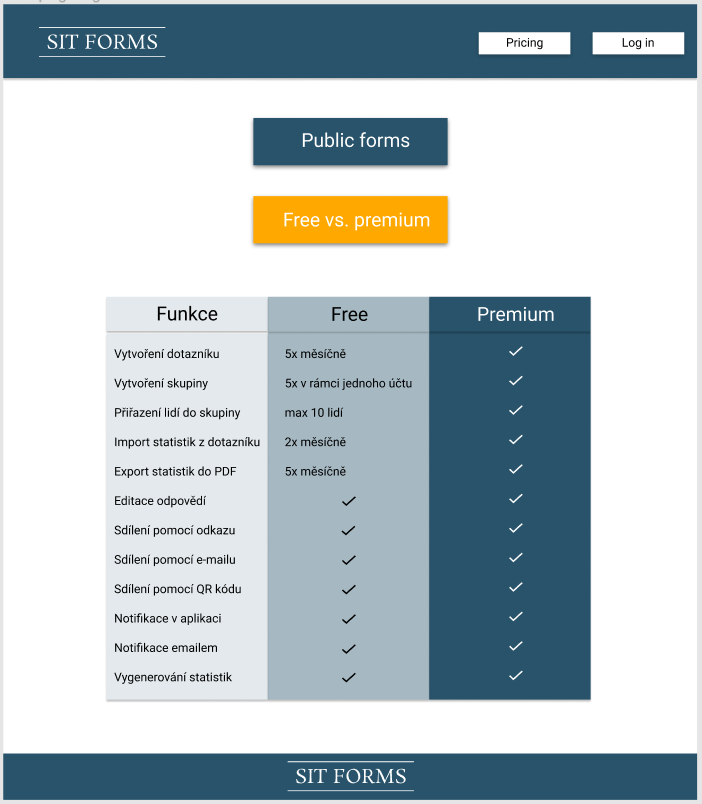 SIT FORMS
Pricing
Log in
Public forms
Free vs. premium
Funkce Free Premium
Vytvoření dotazníku 5x měsíčně
Vytvoření skupiny 5x v rámci jednoho účtu
Přiřazení lidí do skupiny max 10 lidí
Import statistik z dotazníku 2x měsíčně
Export statistik do PDF 5x měsíčně
Editace odpovědí
Sdílení pomocí odkazu
Sdílení pomocí e-mailu
Sdílení pomocí QR kódu
Notifikace v aplikaci
Notifikace emailem
Vygenerování statistik
SIT FORMS